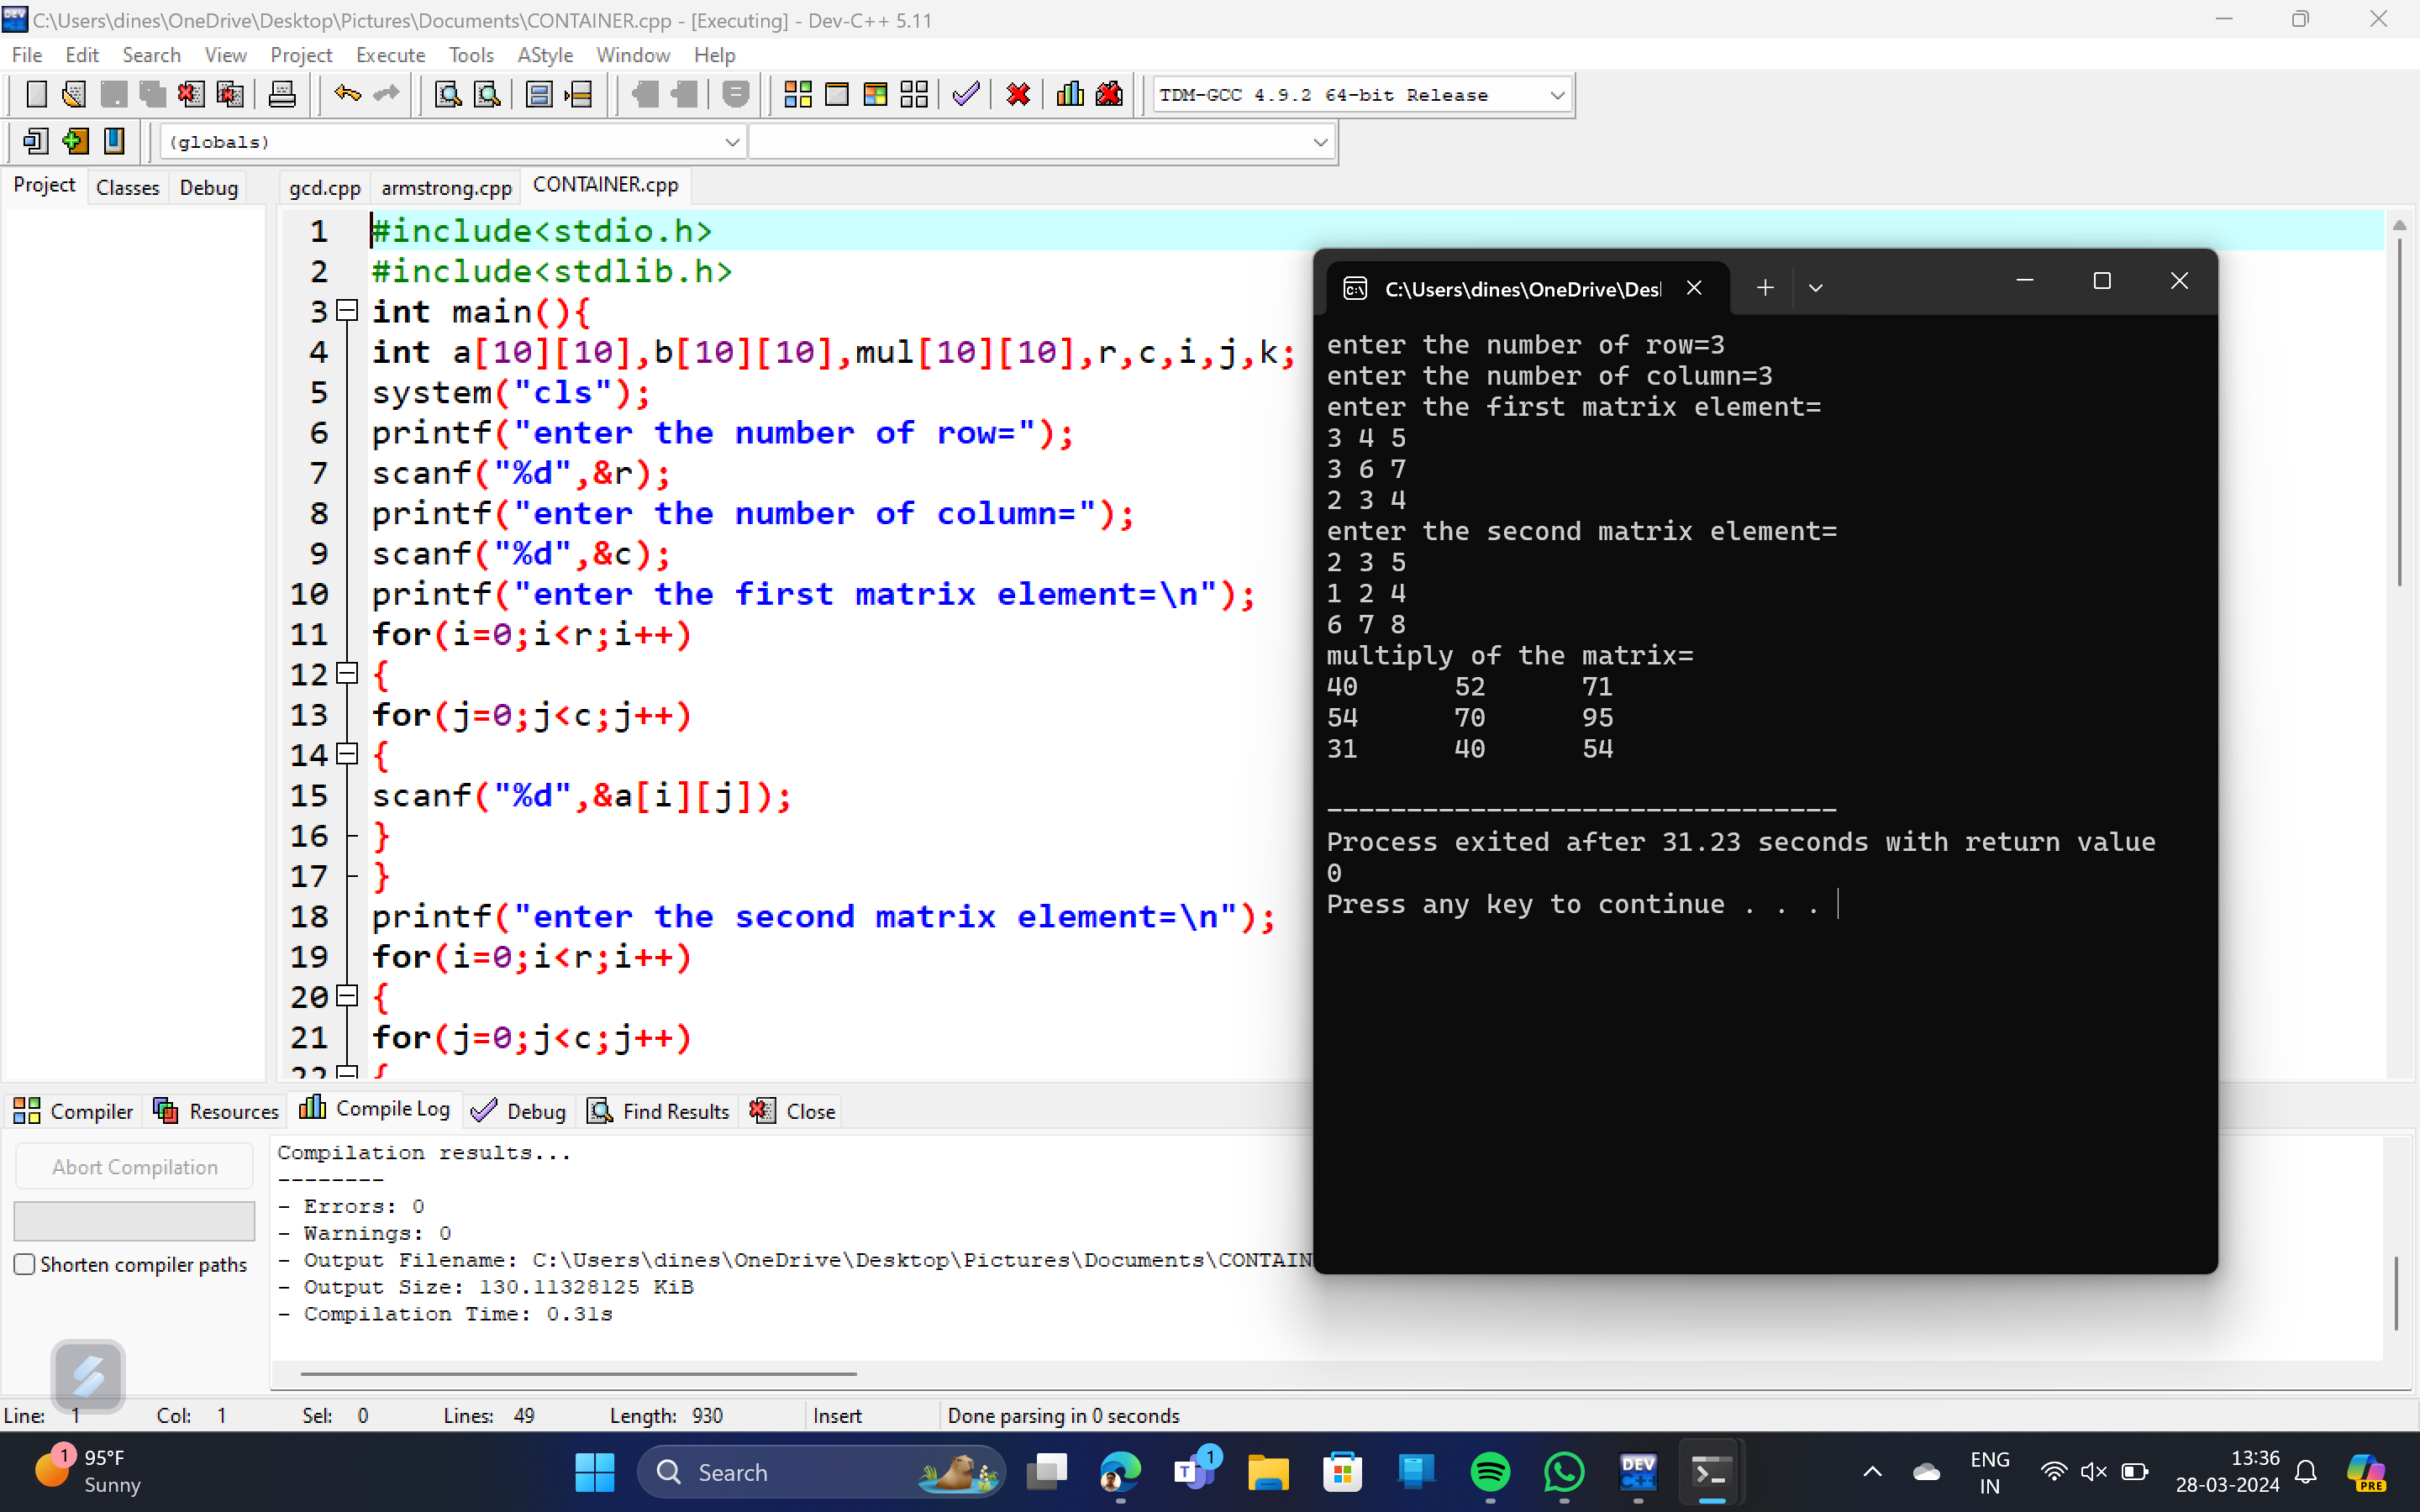 C:\Users\dines\OneDrive\Desktop\Pictures\Documents\CONTAINER.cpp - [Executing] - Dev-C++ 5.11
File Edit Search View Project Execute Tools AStyle Window Help
TDM-GCC 4.9.2 64-bit Release
(globals)
Project Classes Debug
gcd.cpp armstrong.cpp CONTAINER.cpp
1 #include<stdio.h>
2 #include<stdlib.h>
3 int main(){
4 int a[10][10],b[10][10],mul[10][10],r,c,i,j,k;
5 system("cls");
6 printf("enter the number of row=");
7 scanf("%d",&r);
8 printf("enter the number of column=");
9 scanf("%d",&c);
10 printf("enter the first matrix element=\n");
11 for(i=0;i<r;i++)
12 {
13 for(j=0;j<c;j++)
14 {
15 scanf("%d",&a[i][j]);
16 }
17 }
18 printf("enter the second matrix element=\n");
19 for(i=0;i<r;i++)
20 {
21 for(j=0;j<c;j++)
22 {
C:\Users\dines\OneDrive\Des
enter the number of row=3
enter the number of column=3
enter the first matrix element=
3 4 5
3 6 7
2 3 4
enter the second matrix element=
2 3 5
1 2 4
6 7 8
multiply of the matrix=
40 52 71
54 70 95
31 40 54
--------------------------------
Process exited after 31.23 seconds with return value
0
Press any key to continue . . .
Compiler Resources Compile Log Debug Find Results Close
Abort Compilation
Shorten compiler paths
Compilation results...
--------
- Errors: 0
- Warnings: 0
- Output Filename: C:\Users\dines\OneDrive\Desktop\Pictures\Documents\CONTAIN
- Output Size: 130.11328125 KiB
- Compilation Time: 0.31s
Line: 1 Col: 1 Sel: 0 Lines: 49 Length: 930 Insert Done parsing in 0 seconds
1
95°F
Sunny
Search
T
1
DEV
C++
ENG
IN
13:36
28-03-2024
PRE